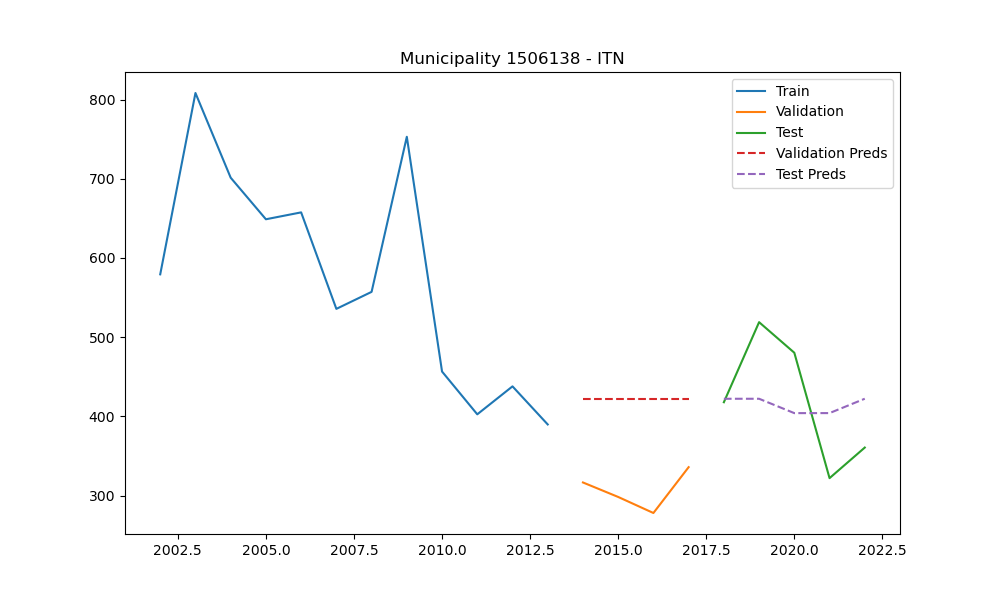 Municipality 1506138 - ITN
800
700
600
500
400
300
Train
Validation
Test
Validation Preds
Test Preds
2002.5 2005.0 2007.5 2010.0 2012.5 2015.0 2017.5 2020.0 2022.5